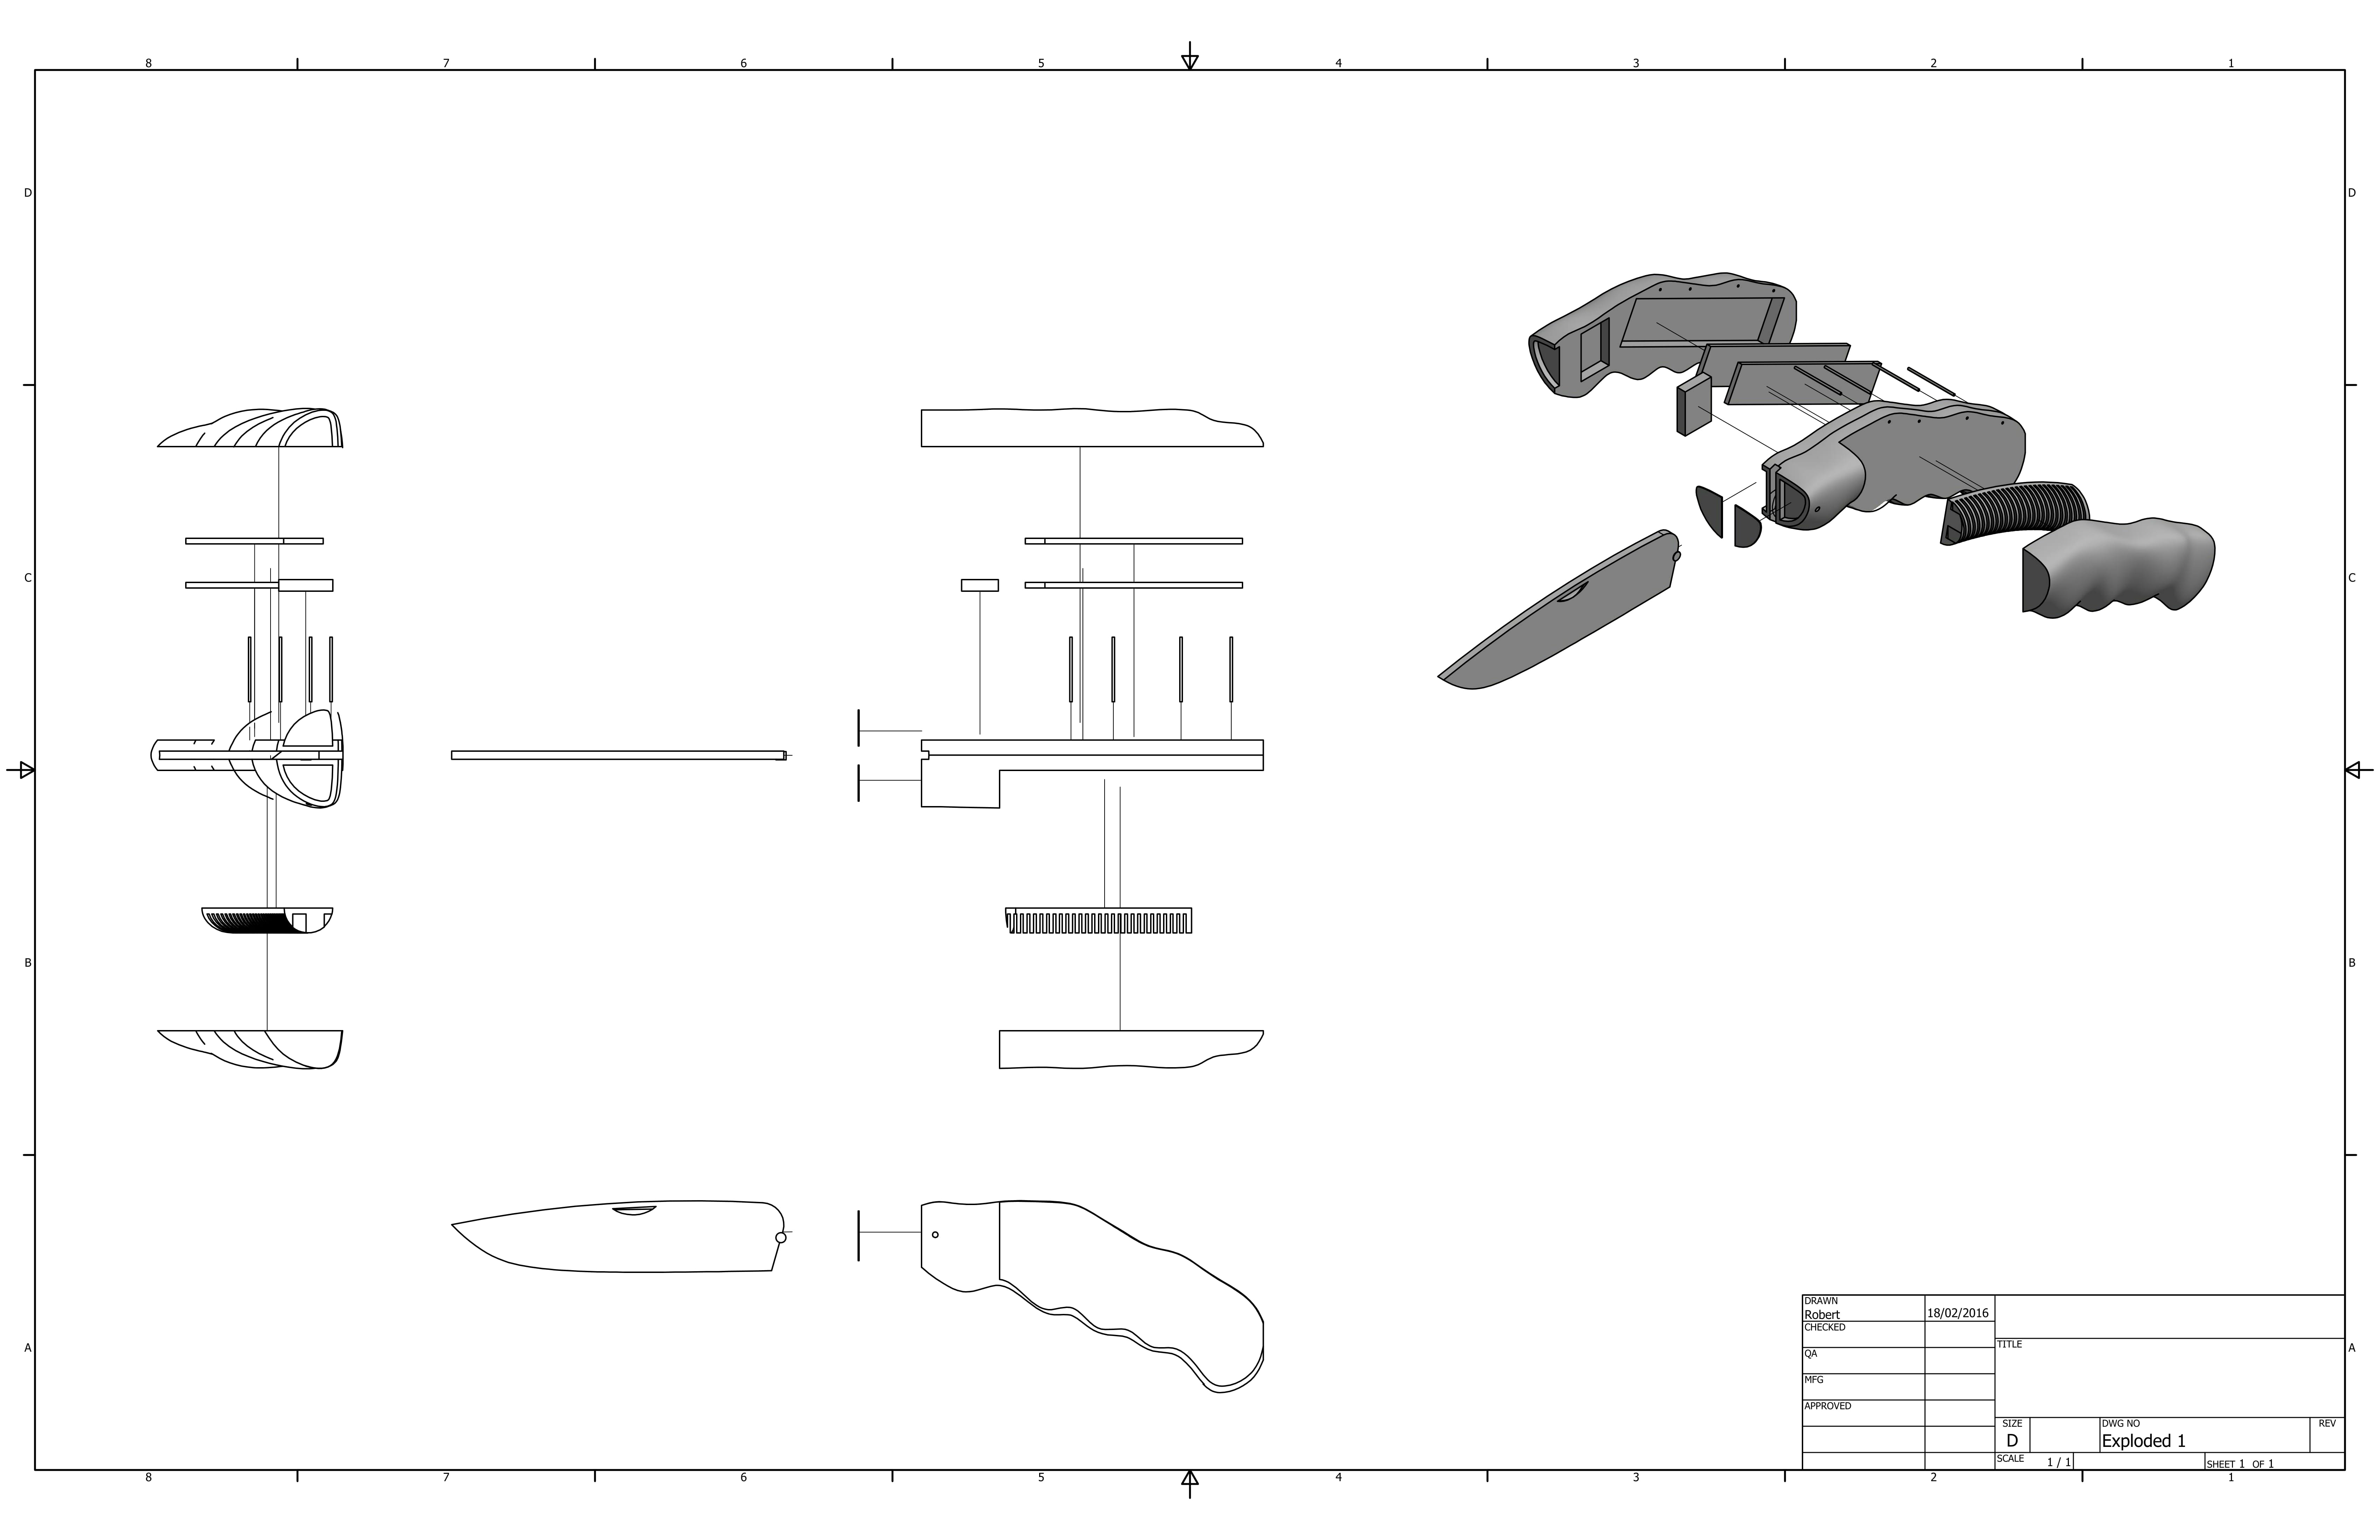 8 7 6 5 4 3 2 1
D D
C C
B B
A A
DRAWN
Robert 18/02/2016
CHECKED
TITLE
QA
MFG
APPROVED
SIZE DWG NO REV
D Exploded 1
SCALE 1 / 1 SHEET 1 OF 1
8 7 6 5 4 3 2 1